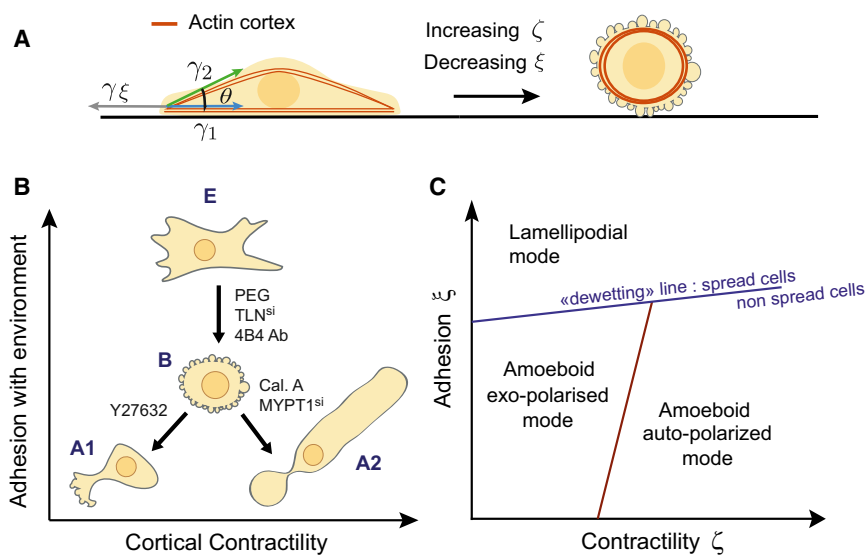 A
Actin cortex
γξ
γ2
θ
γ1
Increasing ζ
Decreasing ξ
B
Adhesion with environment
E
PEG
TLNsi
4B4 Ab
B
Y27632
Cal. A
MYPT1si
A1
A2
Cortical Contractility
C
Adhesion ξ
Lamellipodial
mode
«dewetting» line : spread cells
non spread cells
Amoeboid
exo-polarised
mode
Amoeboid
auto-polarized
mode
Contractility ζ